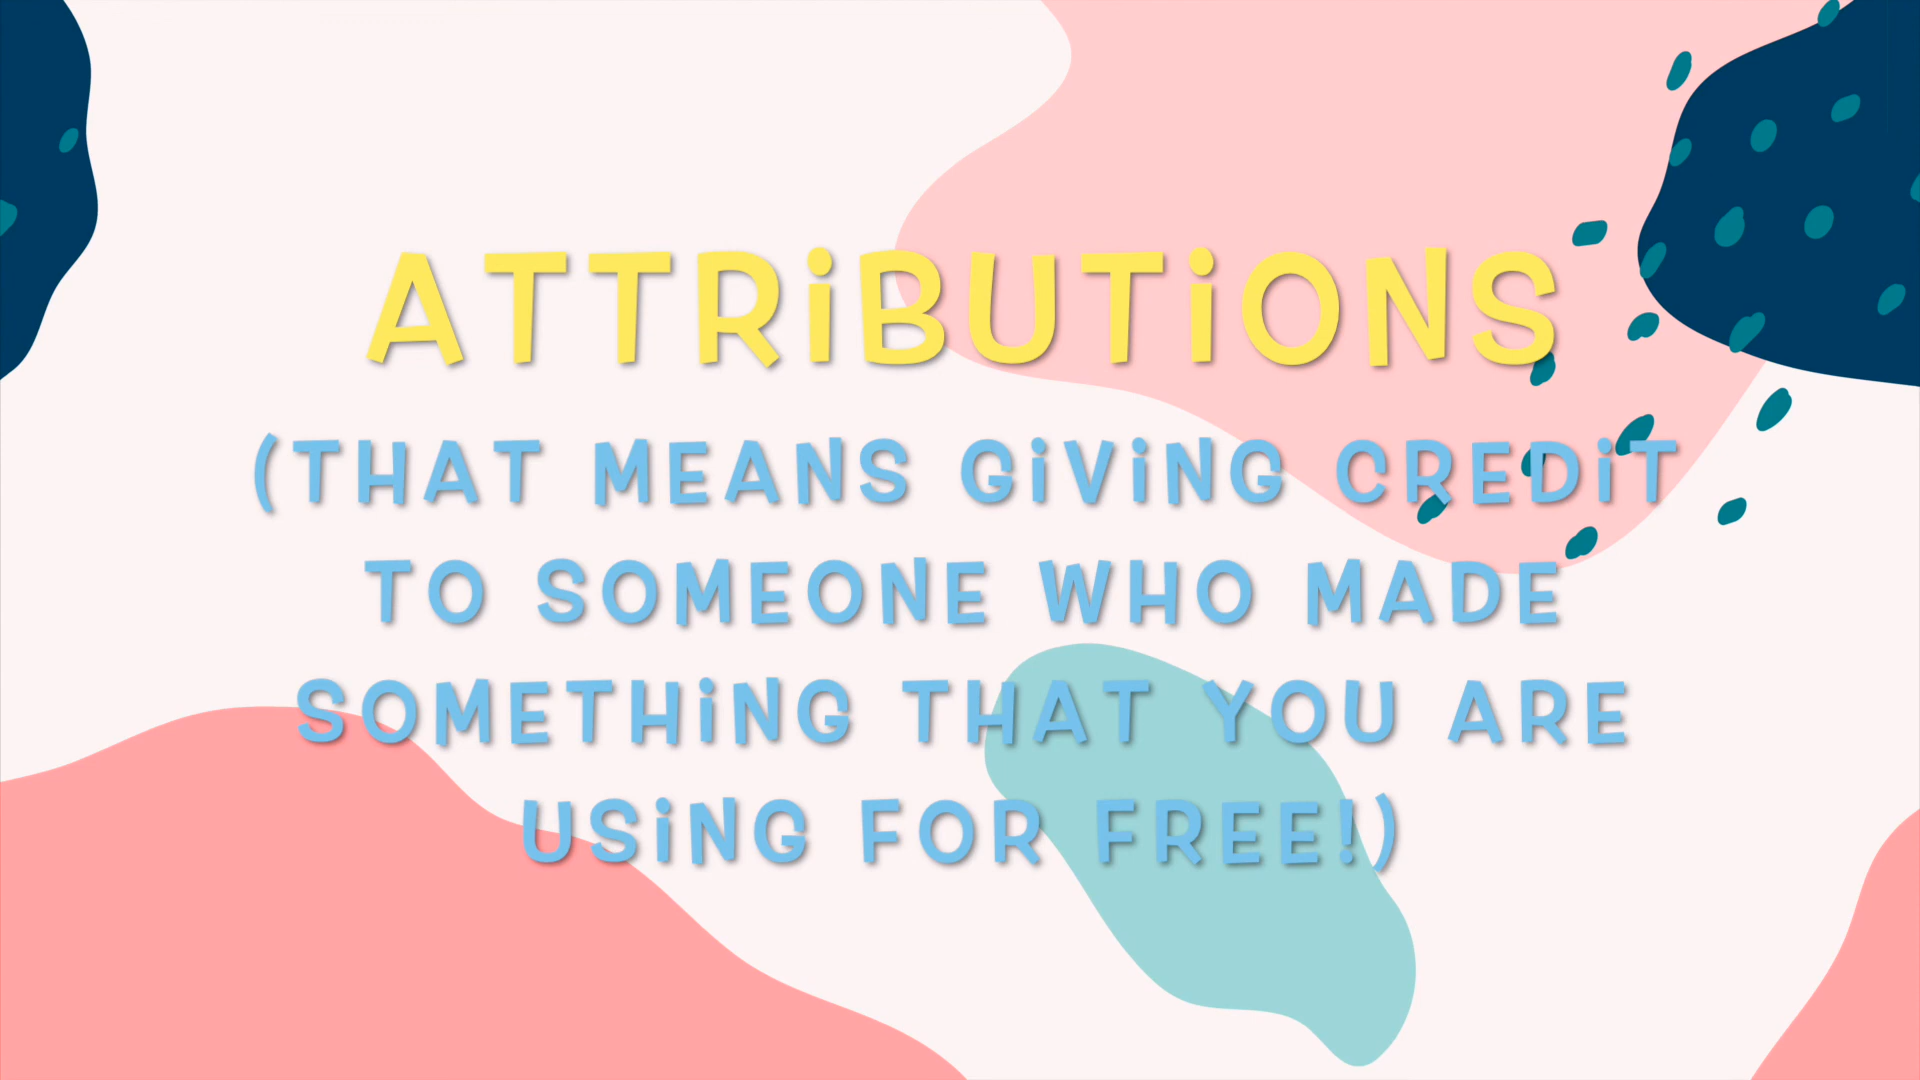 ATTRiBUTiONS
(THAT MEANS GiViNG CREDiT
TO SOMEONE WHO MADE
SOMETHiNG THAT YOU ARE
USiNG FOR FREE!)